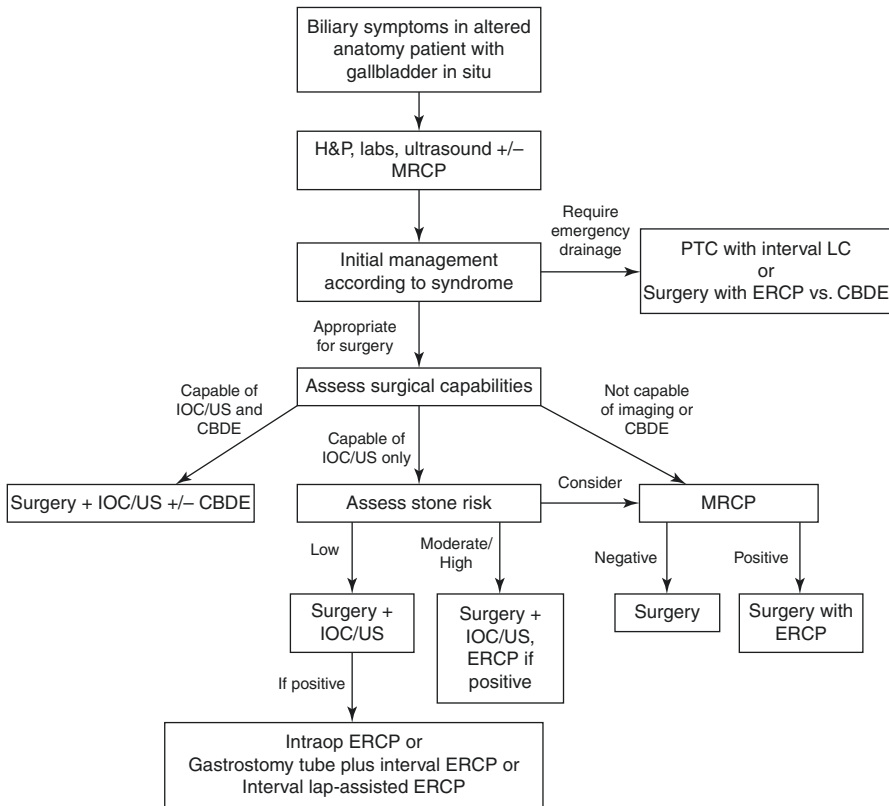 Biliary symptoms in altered
anatomy patient with
gallbladder in situ
H&P, labs, ultrasound +/–
MRCP
Require
emergency
drainage
Initial management
according to syndrome
PTC with interval LC
or
Surgery with ERCP vs. CBDE
Appropriate
for surgery
Assess surgical capabilities
Capable of
IOC/US and
CBDE
Capable of
IOC/US only
Not capable
of imaging or
CBDE
Surgery + IOC/US +/– CBDE
Assess stone risk
Consider
MRCP
Low
Moderate/
High
Negative
Positive
Surgery +
IOC/US
Surgery +
IOC/US,
ERCP if
positive
Surgery
Surgery with
ERCP
If positive
Intraop ERCP or
Gastrostomy tube plus interval ERCP or
Interval lap-assisted ERCP